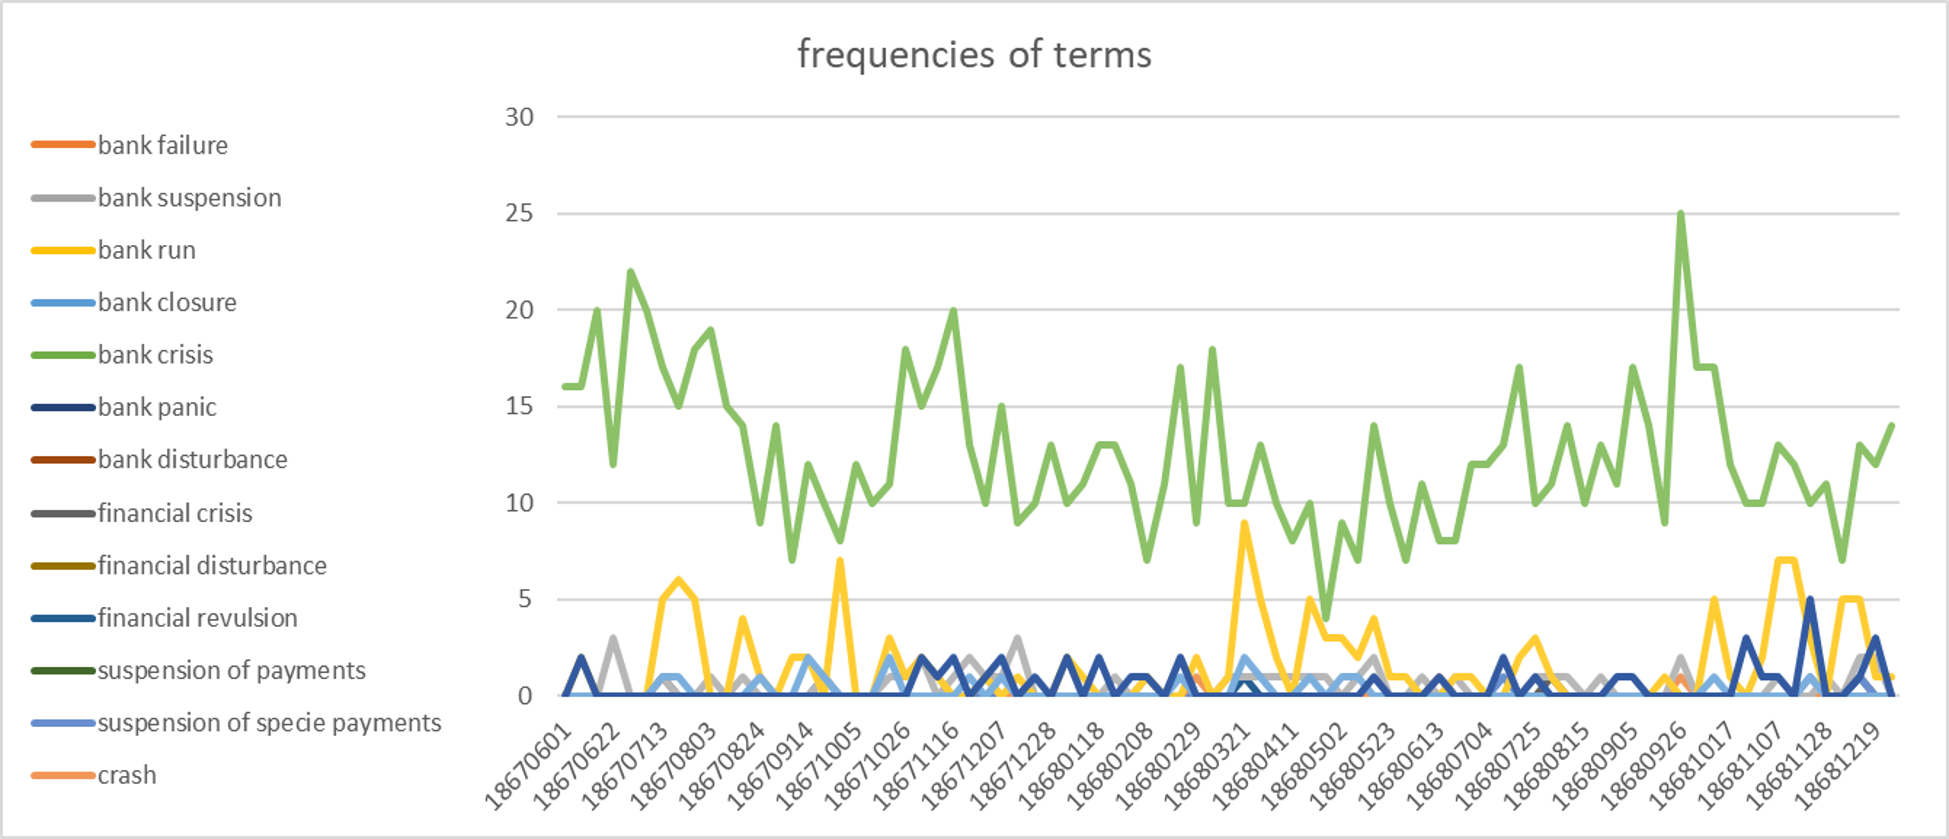 frequencies of terms
bank failure
bank suspension
bank run
bank closure
bank crisis
bank panic
bank disturbance
financial crisis
financial disturbance
financial revulsion
suspension of payments
suspension of specie payments
crash
30
25
20
15
10
5
0
18670601
18670622
18670713
18670803
18670824
18670914
18671005
18671026
18671116
18671207
18671228
18680118
18680208
18680229
18680321
18680411
18680502
18680523
18680613
18680704
18680725
18680815
18680905
18680926
18681017
18681107
18681128
18681219